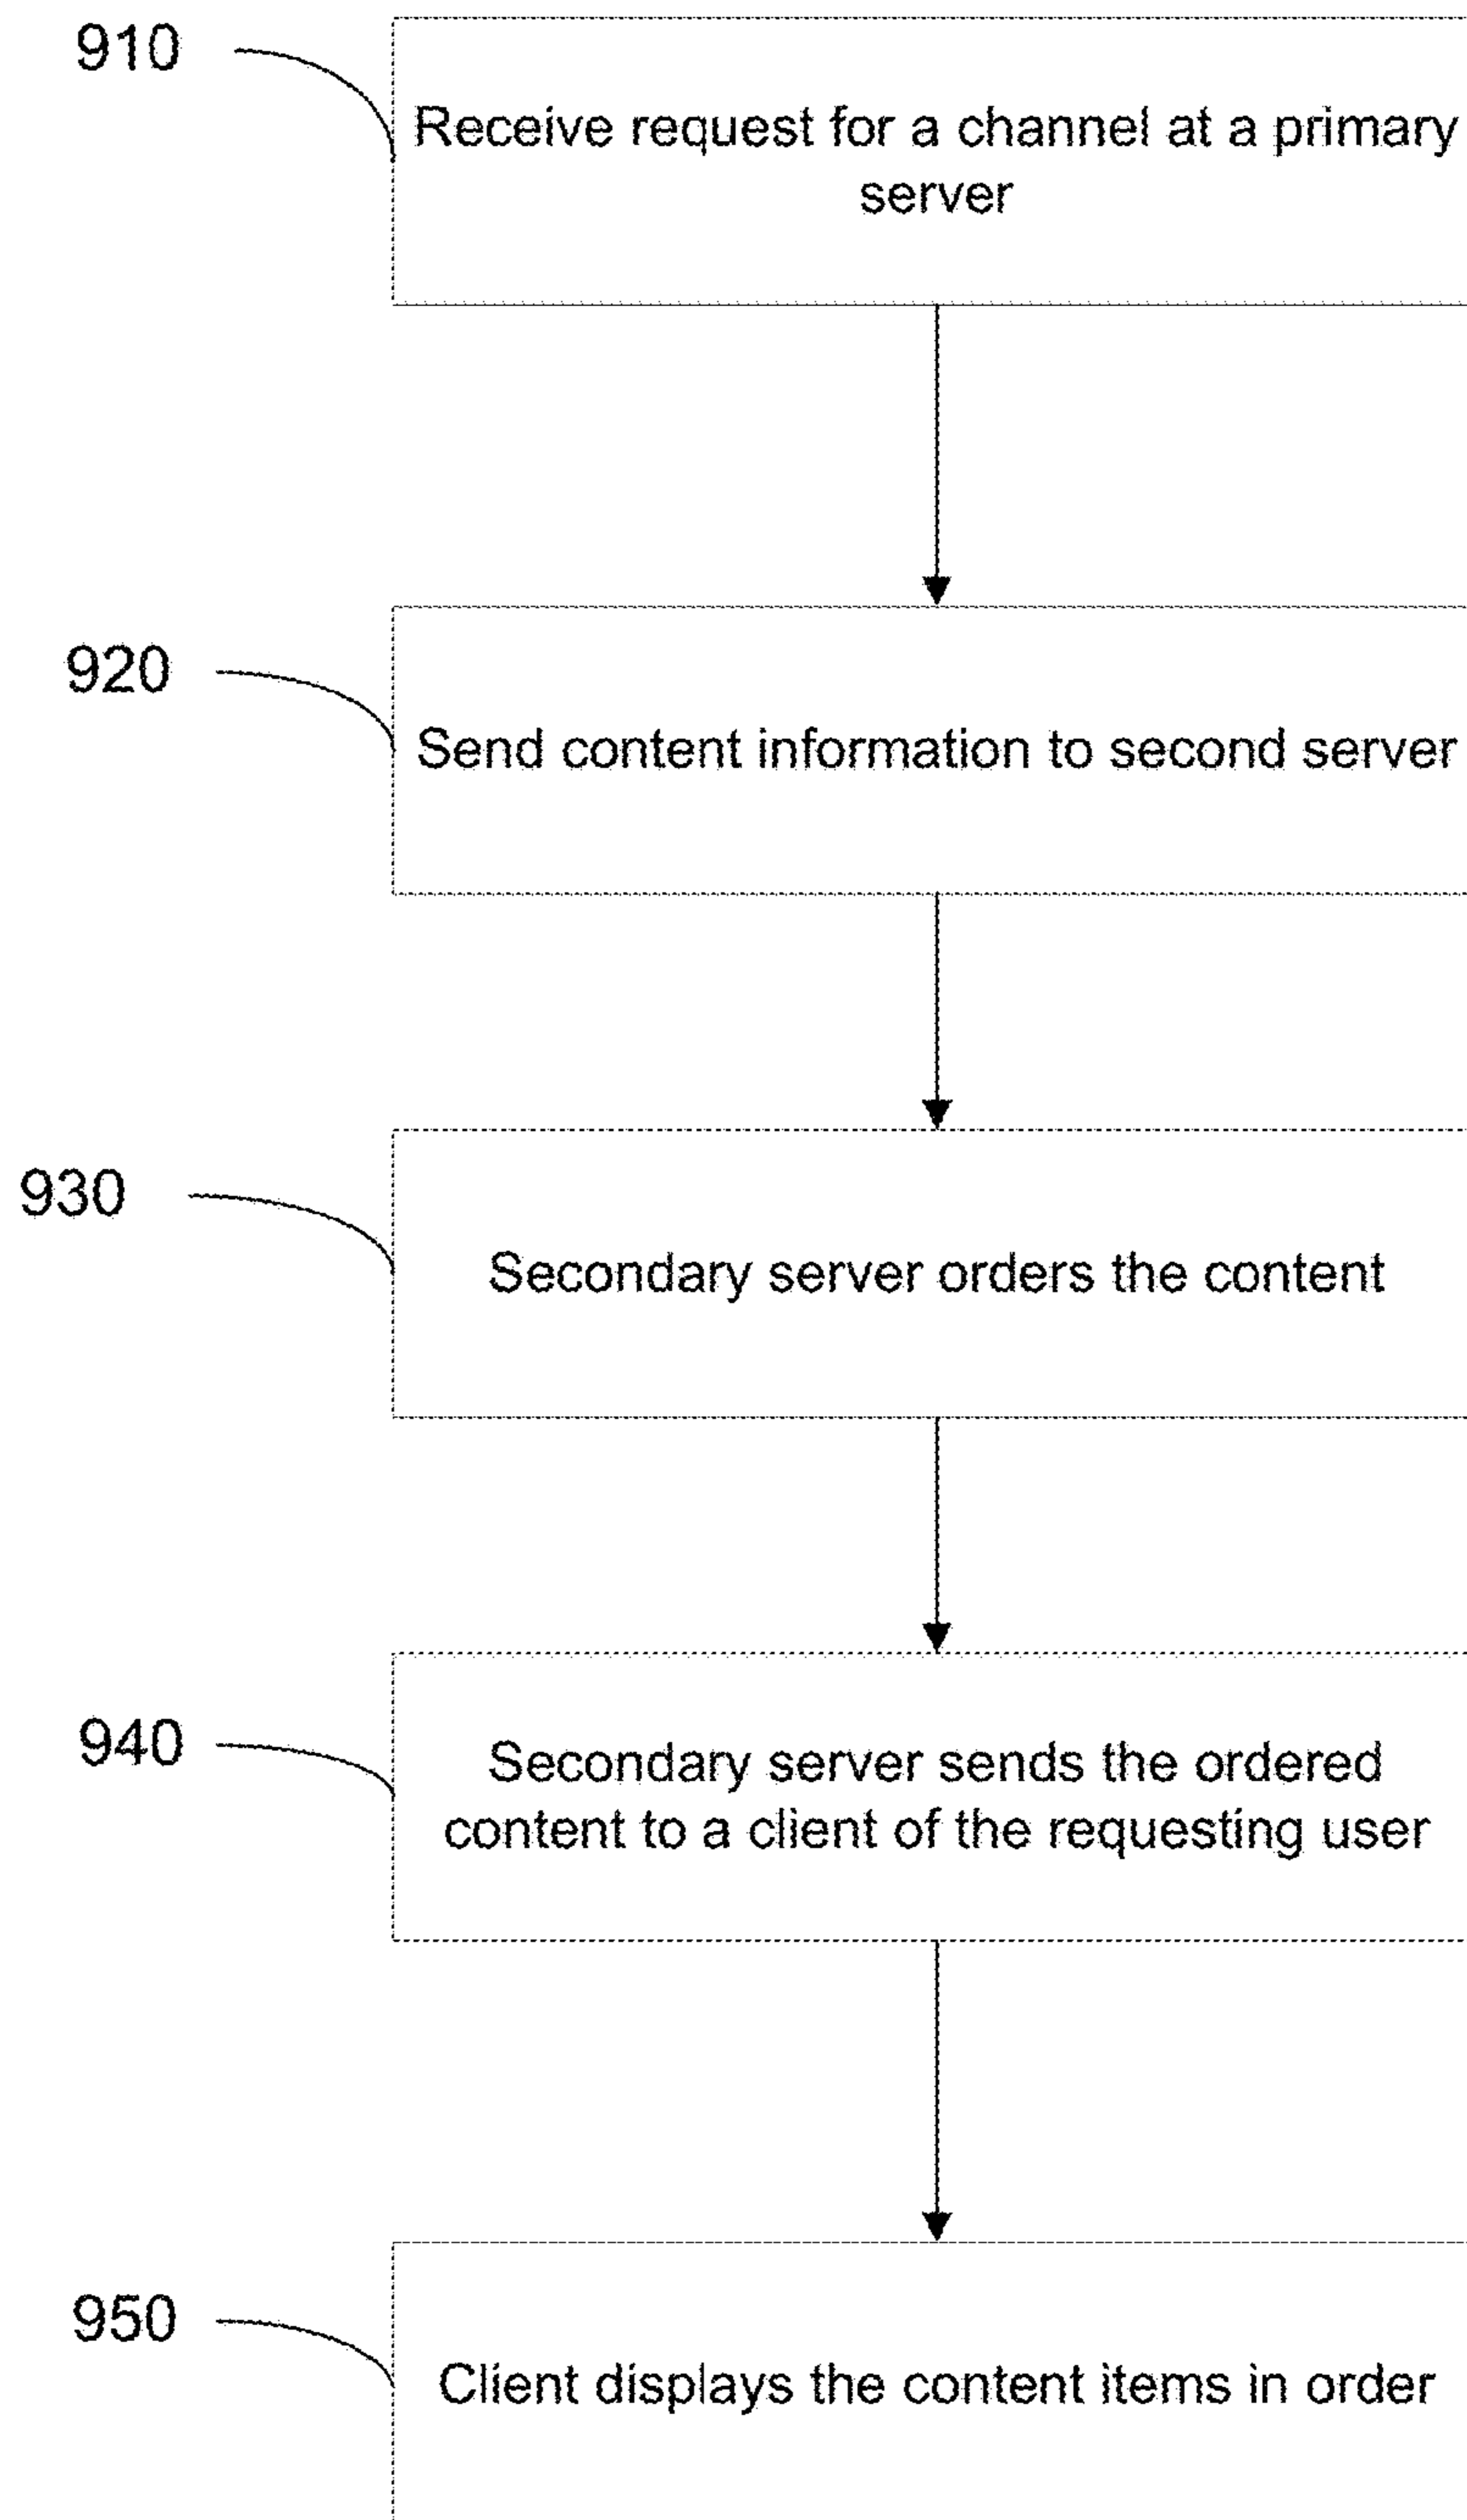 910
Receive request for a channel at a primary
server
920
Send content information to second server
930
Secondary server orders the content
940
Secondary server sends the ordered
content to a client of the requesting user
950
Client displays the content items in order